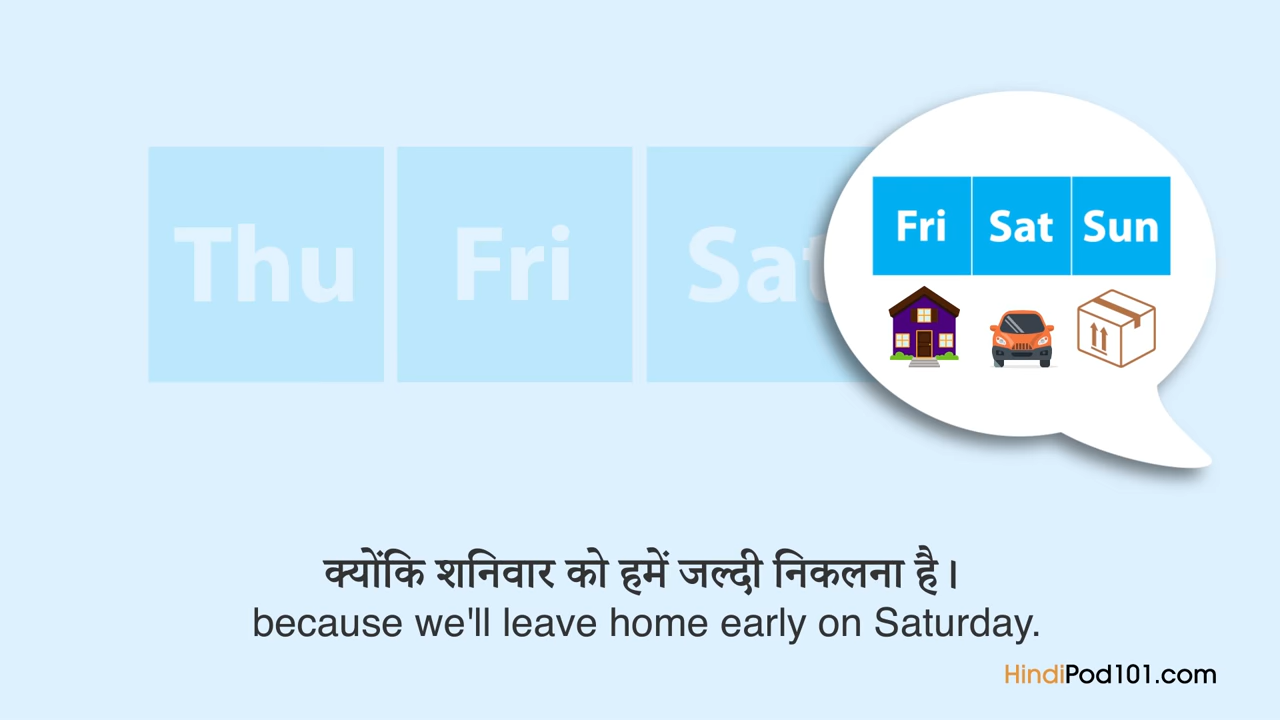 Thu Fri Sat
Fri Sat Sun
क्योंकि शनिवार को हमें जल्दी निकलना है।
because we'll leave home early on Saturday.
HindiPod101.com